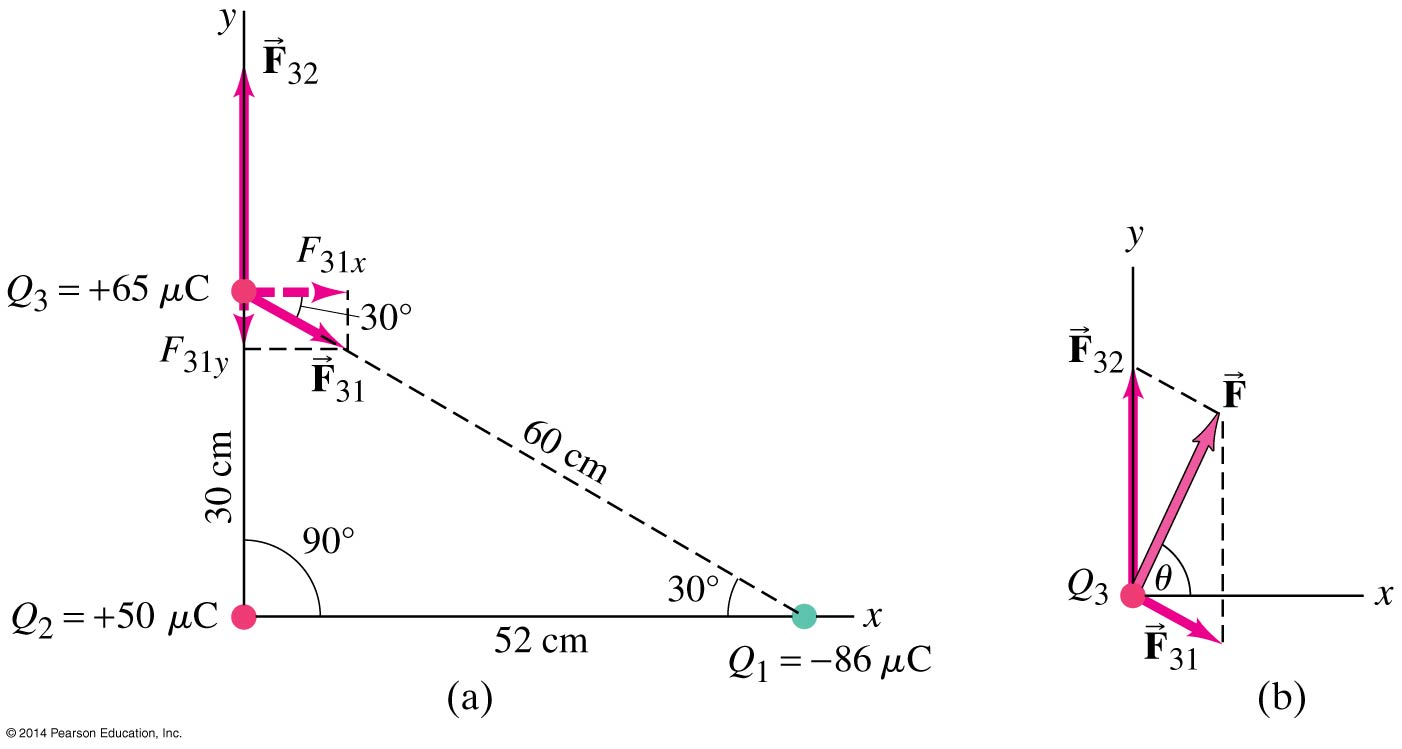 y
F⃗32
F31x
Q3 = +65 μC
30°
F31y
F⃗31
60 cm
30 cm
90°
30°
Q2 = +50 μC
x
52 cm
Q1 = −86 μC
(a)
y
F⃗32
F⃗
Q3
θ
x
F⃗31
(b)
© 2014 Pearson Education, Inc.